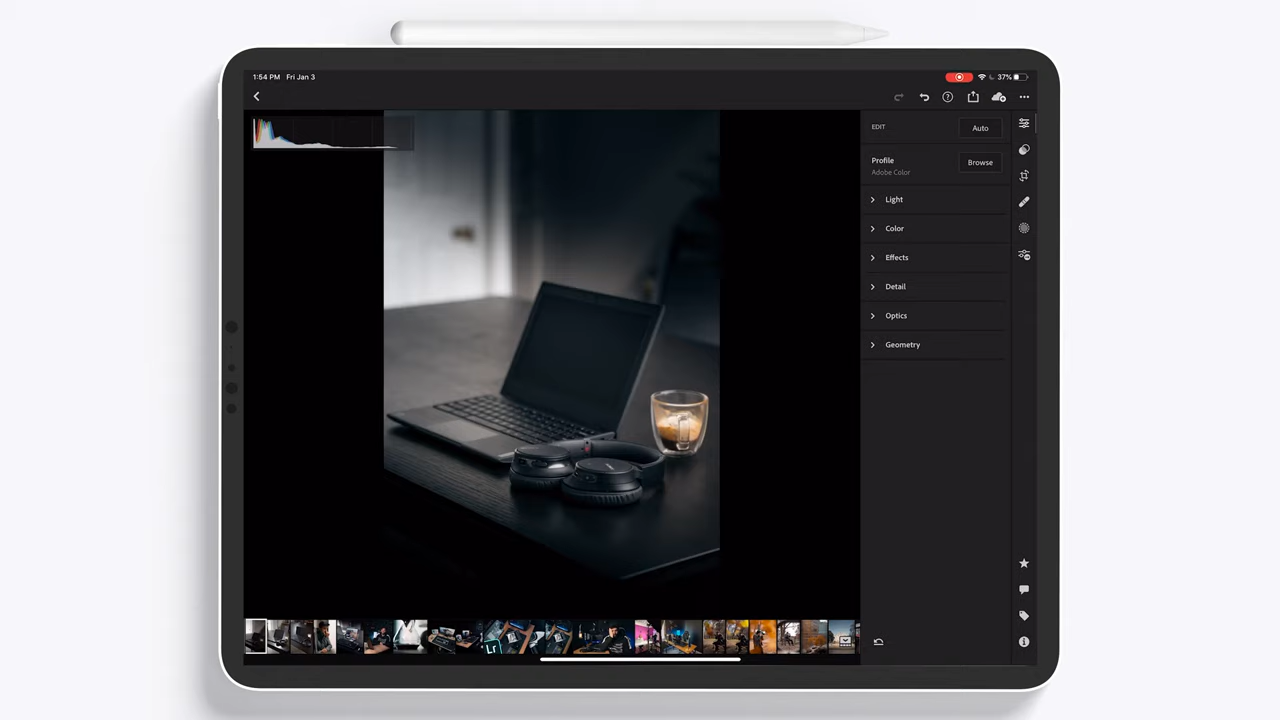 1:54 PM Fri Jan 3
37%
EDIT
Auto
Profile
Adobe Color
Browse
Light
Color
Effects
Detail
Optics
Geometry
Lr